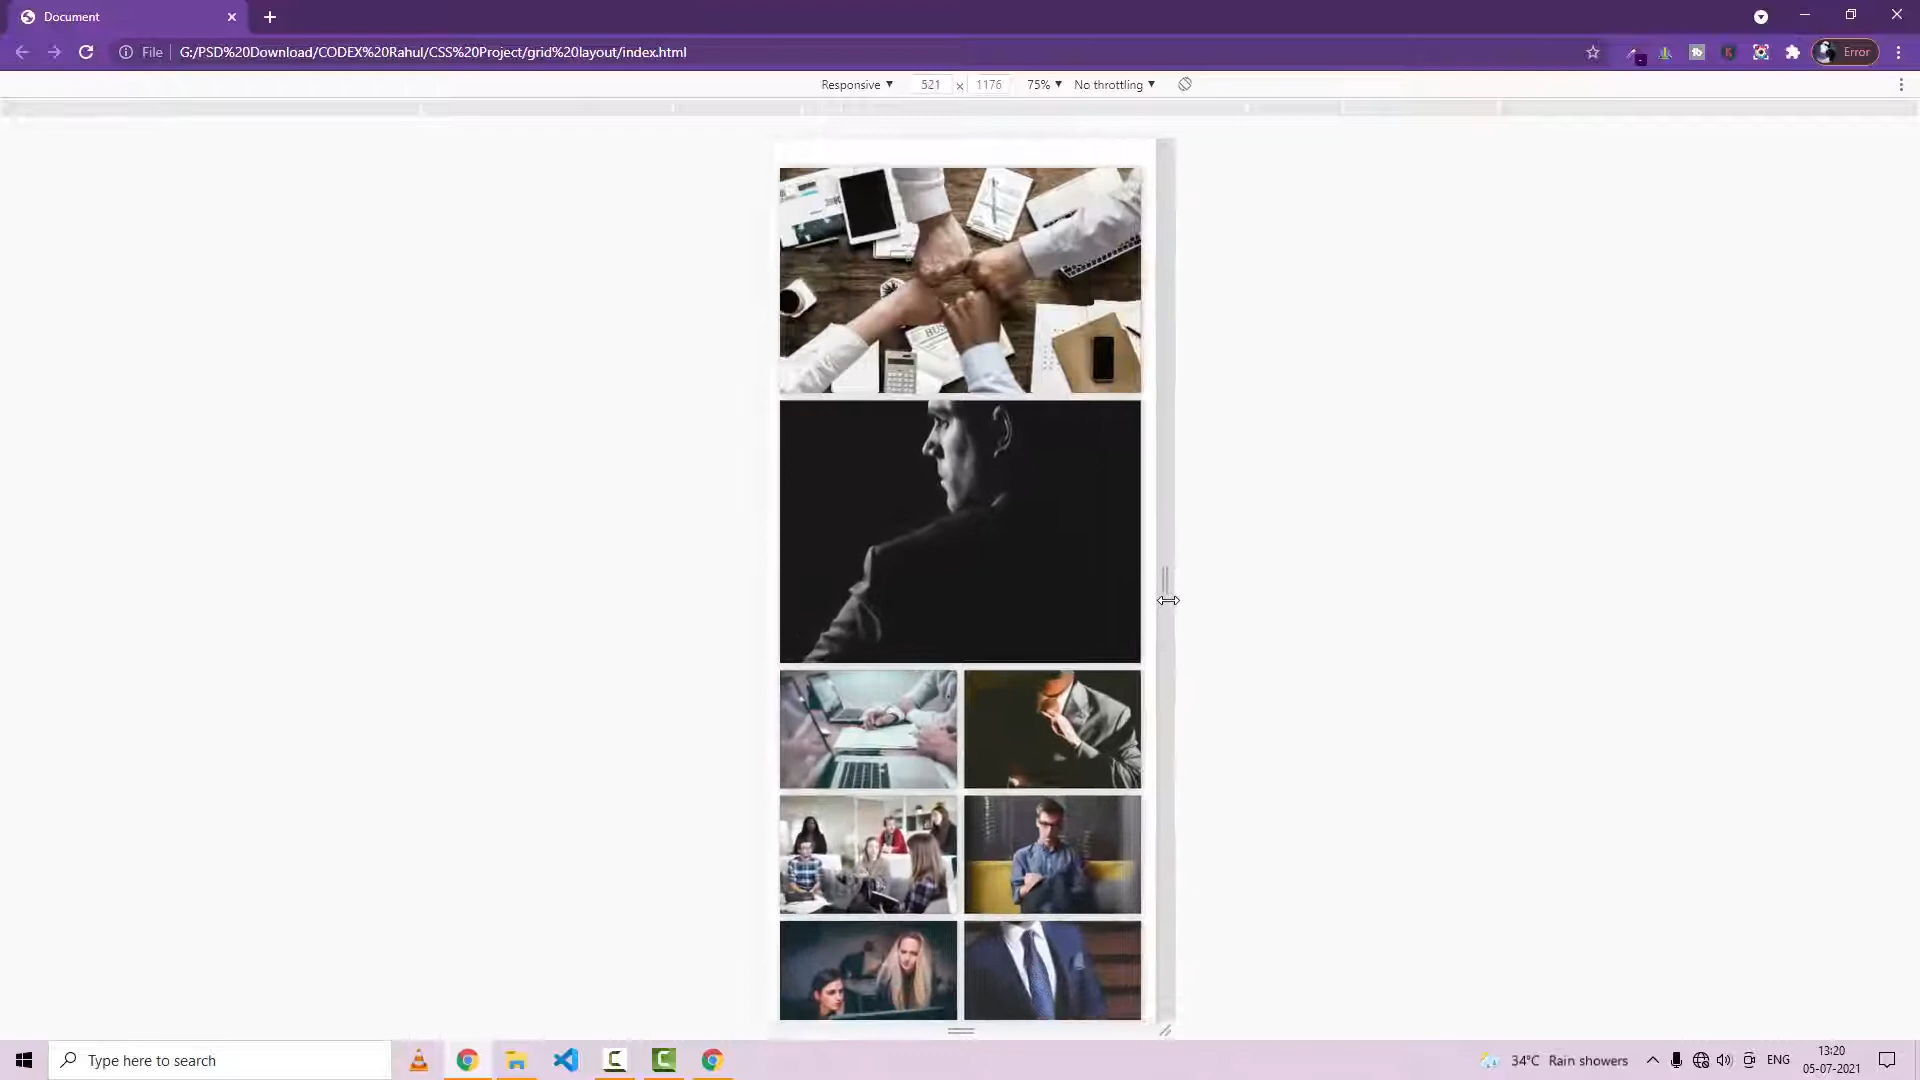 Document
File G:/PSD%20Download/CODEX%20Rahul/CSS%20Project/grid%20layout/index.html
Error
Responsive 521 × 1176 75% No throttling
BUS
Type here to search
34°C Rain showers
ENG
13:20
05-07-2021